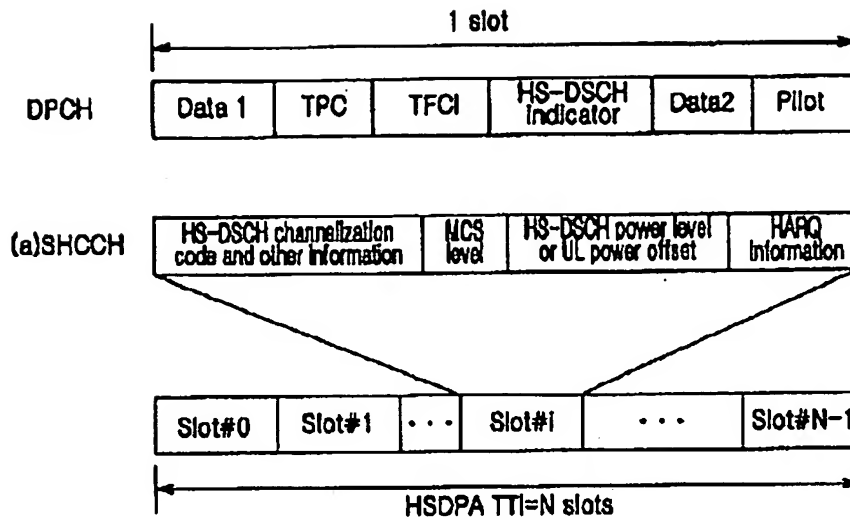 1 slot
DPCH
Data 1
TPC
TFCI
HS-DSCH
indicator
Data2
Pilot
(a)SHCCH
HS-DSCH channelization
code and other information
MCS
level
HS-DSCH power level
or UL power offset
HARQ
information
Slot#0
Slot#1
...
Slot#i
...
Slot#N-1
HSDPA TTI=N slots